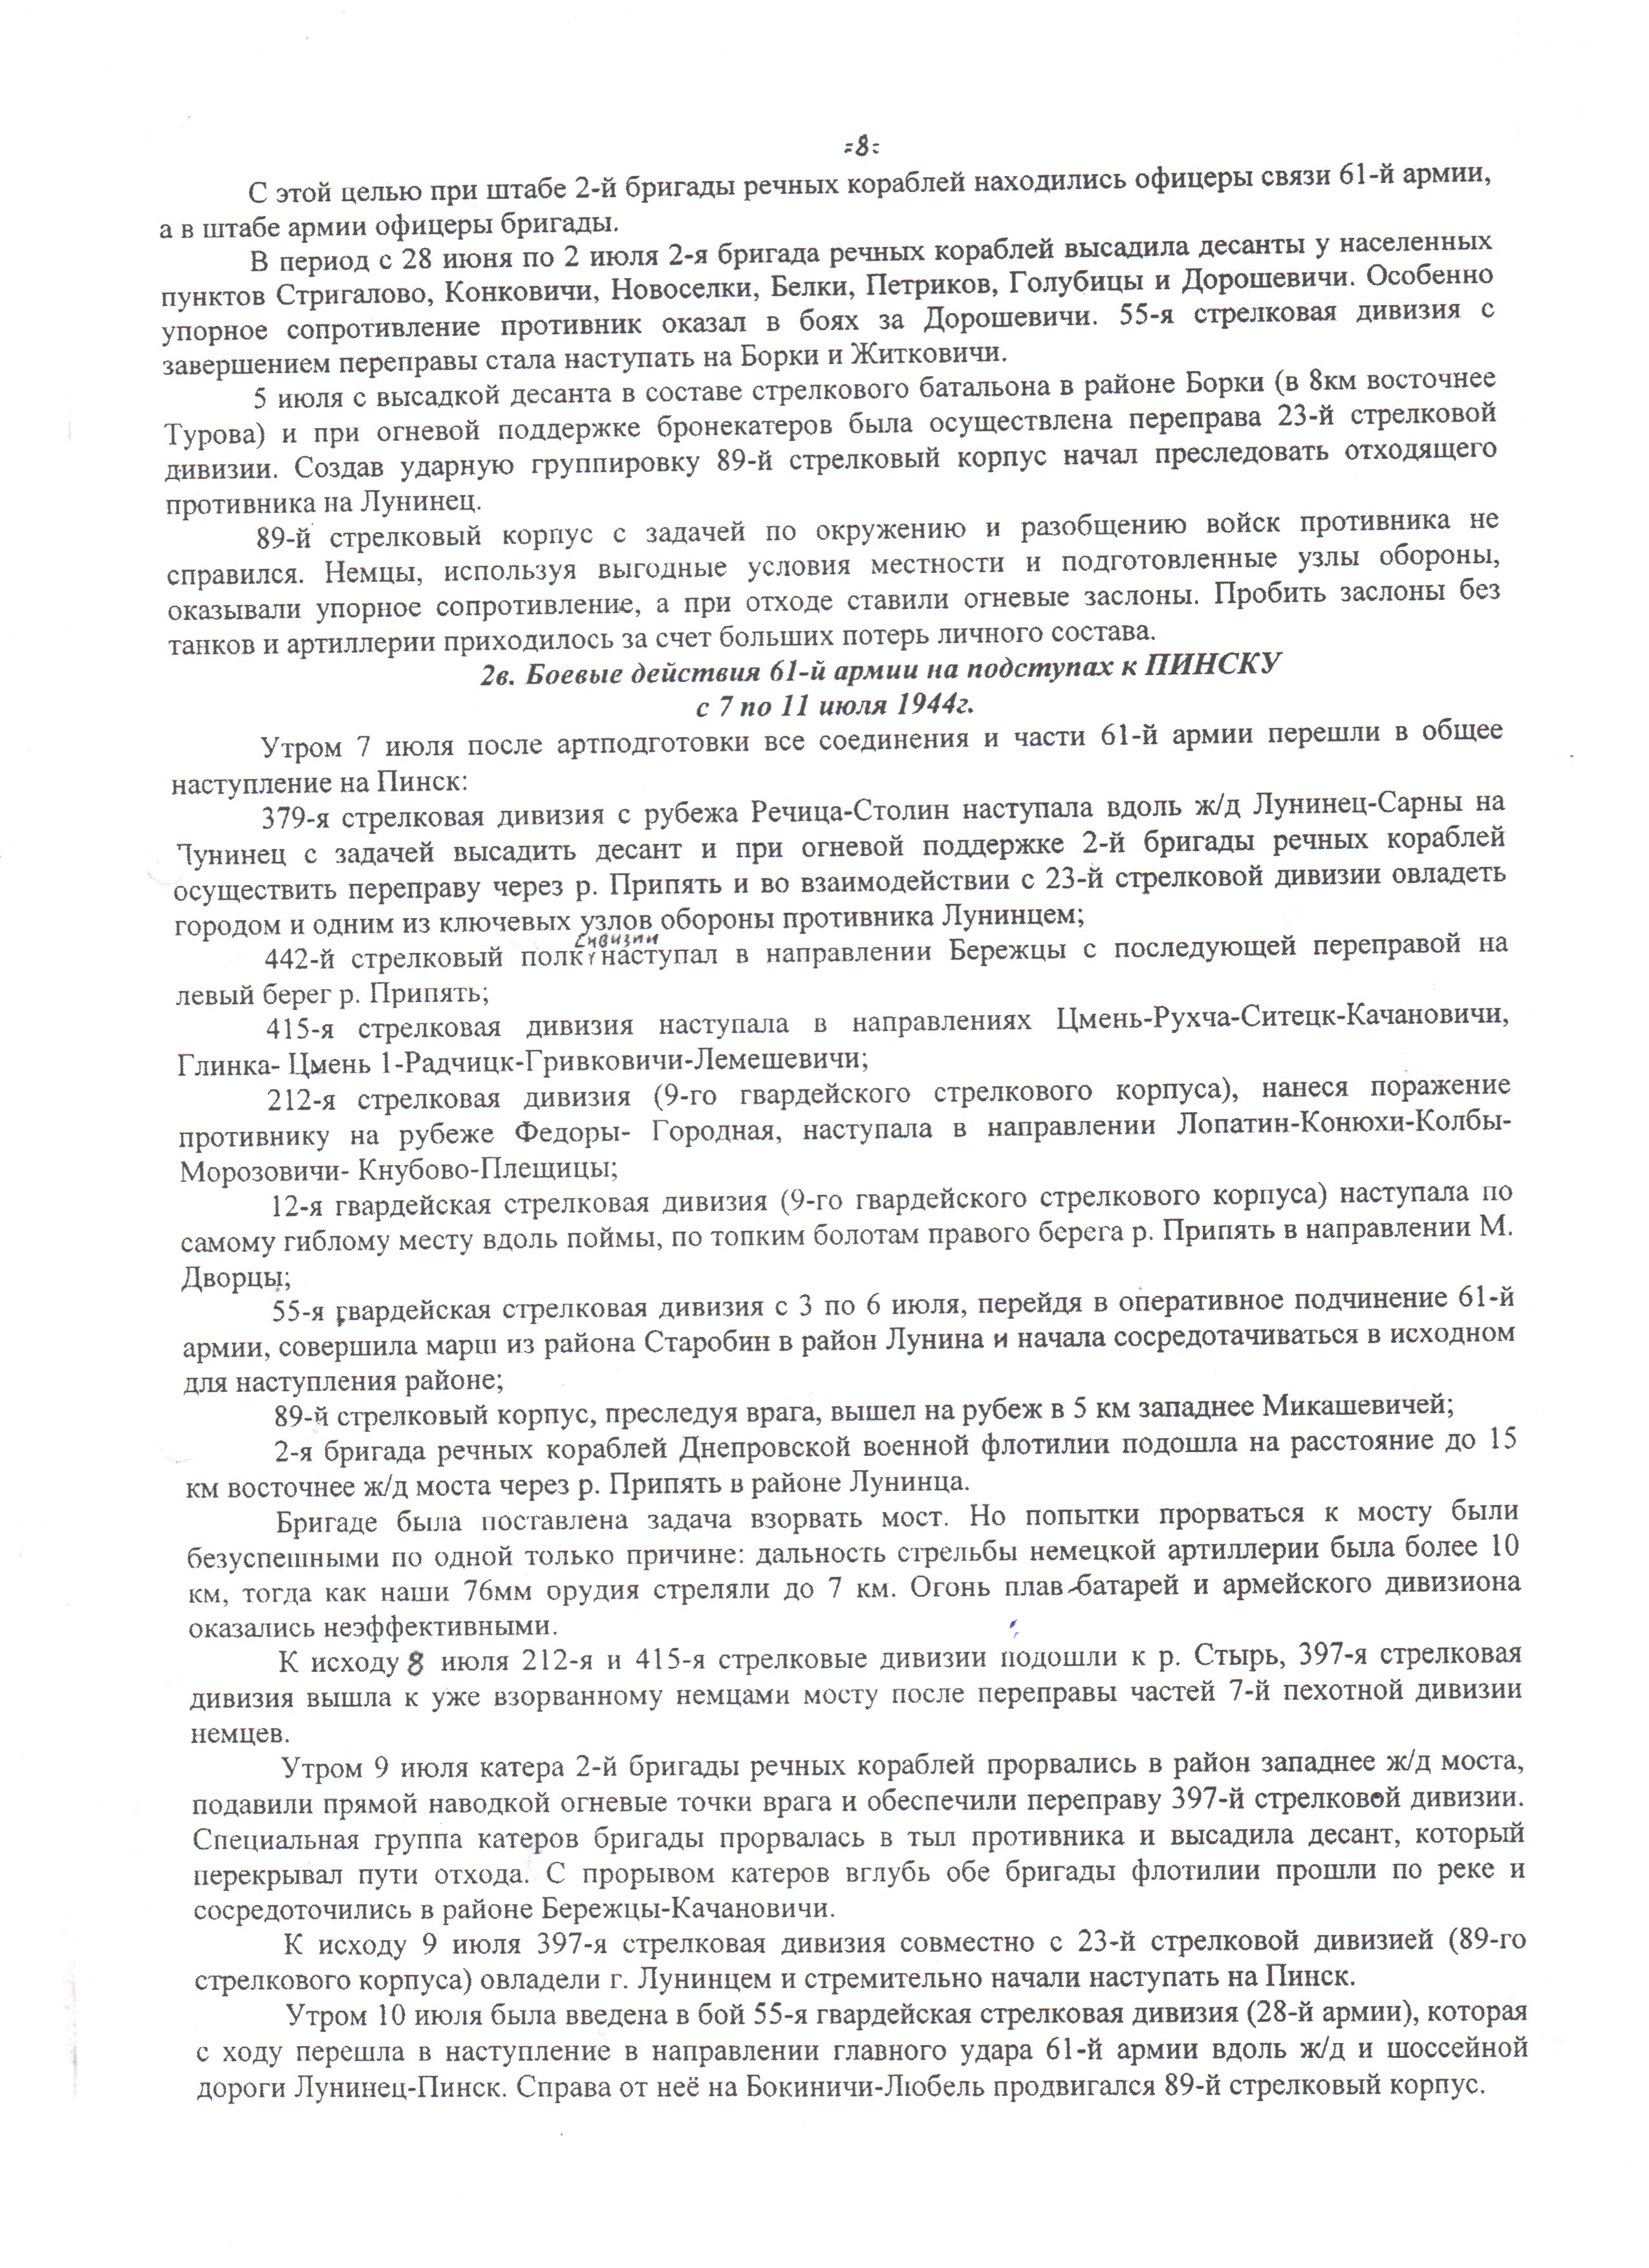 =8=
С этой целью при штабе 2-й бригады речных кораблей находились офицеры связи 61-й армии,
а в штабе армии офицеры бригады.
В период с 28 июня по 2 июля 2-я бригада речных кораблей высадила десанты у населенных
пунктов Стригалово, Конковичи, Новоселки, Белки, Петриков, Голубицы и Дорошевичи. Особенно
упорное сопротивление противник оказал в боях за Дорошевичи. 55-я стрелковая дивизия с
завершением переправы стала наступать на Борки и Житковичи.
5 июля с высадкой десанта в составе стрелкового батальона в районе Борки (в 8км восточнее
Турова) и при огневой поддержке бронекатеров была осуществлена переправа 23-й стрелковой
дивизии. Создав ударную группировку 89-й стрелковый корпус начал преследовать отходящего
противника на Лунинец.
89-й стрелковый корпус с задачей по окружению и разобщению войск противника не
справился. Немцы, используя выгодные условия местности и подготовленные узлы обороны,
оказывали упорное сопротивление, а при отходе ставили огневые заслоны. Пробить заслоны без
танков и артиллерии приходилось за счет больших потерь личного состава.
2в. Боевые действия 61-й армии на подступах к ПИНСКУ
с 7 по 11 июля 1944г.
Утром 7 июля после артподготовки все соединения и части 61-й армии перешли в общее
наступление на Пинск:
379-я стрелковая дивизия с рубежа Речица-Столин наступала вдоль ж/д Лунинец-Сарны на
Лунинец с задачей высадить десант и при огневой поддержке 2-й бригады речных кораблей
осуществить переправу через р. Припять и во взаимодействии с 23-й стрелковой дивизии овладеть
городом и одним из ключевых узлов обороны противника Лунинцем;
дивизии
442-й стрелковый полк наступал в направлении Бережцы с последующей переправой на
левый берег р. Припять;
415-я стрелковая дивизия наступала в направлениях Цмень-Рухча-Ситецк-Качановичи,
Глинка- Цмень 1-Радчицк-Гривковичи-Лемешевичи;
212-я стрелковая дивизия (9-го гвардейского стрелкового корпуса), нанеся поражение
противнику на рубеже Федоры- Городная, наступала в направлении Лопатин-Конюхи-Колбы-
Морозовичи- Кнубово-Плещицы;
12-я гвардейская стрелковая дивизия (9-го гвардейского стрелкового корпуса) наступала по
самому гиблому месту вдоль поймы, по топким болотам правого берега р. Припять в направлении М.
Дворцы;
55-я гвардейская стрелковая дивизия с 3 по 6 июля, перейдя в оперативное подчинение 61-й
армии, совершила марш из района Старобин в район Лунина и начала сосредотачиваться в исходном
для наступления районе;
89-й стрелковый корпус, преследуя врага, вышел на рубеж в 5 км западнее Микашевичей;
2-я бригада речных кораблей Днепровской военной флотилии подошла на расстояние до 15
км восточнее ж/д моста через р. Припять в районе Лунинца.
Бригаде была поставлена задача взорвать мост. Но попытки прорваться к мосту были
безуспешными по одной только причине: дальность стрельбы немецкой артиллерии была более 10
км, тогда как наши 76мм орудия стреляли до 7 км. Огонь плав-батарей и армейского дивизиона
оказались неэффективными.
К исходу 8 июля 212-я и 415-я стрелковые дивизии подошли к р. Стырь, 397-я стрелковая
дивизия вышла к уже взорванному немцами мосту после переправы частей 7-й пехотной дивизии
немцев.
Утром 9 июля катера 2-й бригады речных кораблей прорвались в район западнее ж/д моста,
подавили прямой наводкой огневые точки врага и обеспечили переправу 397-й стрелковой дивизии.
Специальная группа катеров бригады прорвалась в тыл противника и высадила десант, который
перекрывал пути отхода. С прорывом катеров вглубь обе бригады флотилии прошли по реке и
сосредоточились в районе Бережцы-Качановичи.
К исходу 9 июля 397-я стрелковая дивизия совместно с 23-й стрелковой дивизией (89-го
стрелкового корпуса) овладели г. Лунинцем и стремительно начали наступать на Пинск.
Утром 10 июля была введена в бой 55-я гвардейская стрелковая дивизия (28-й армии), которая
с ходу перешла в наступление в направлении главного удара 61-й армии вдоль ж/д и шоссейной
дороги Лунинец-Пинск. Справа от неё на Бокиничи-Любель продвигался 89-й стрелковый корпус.